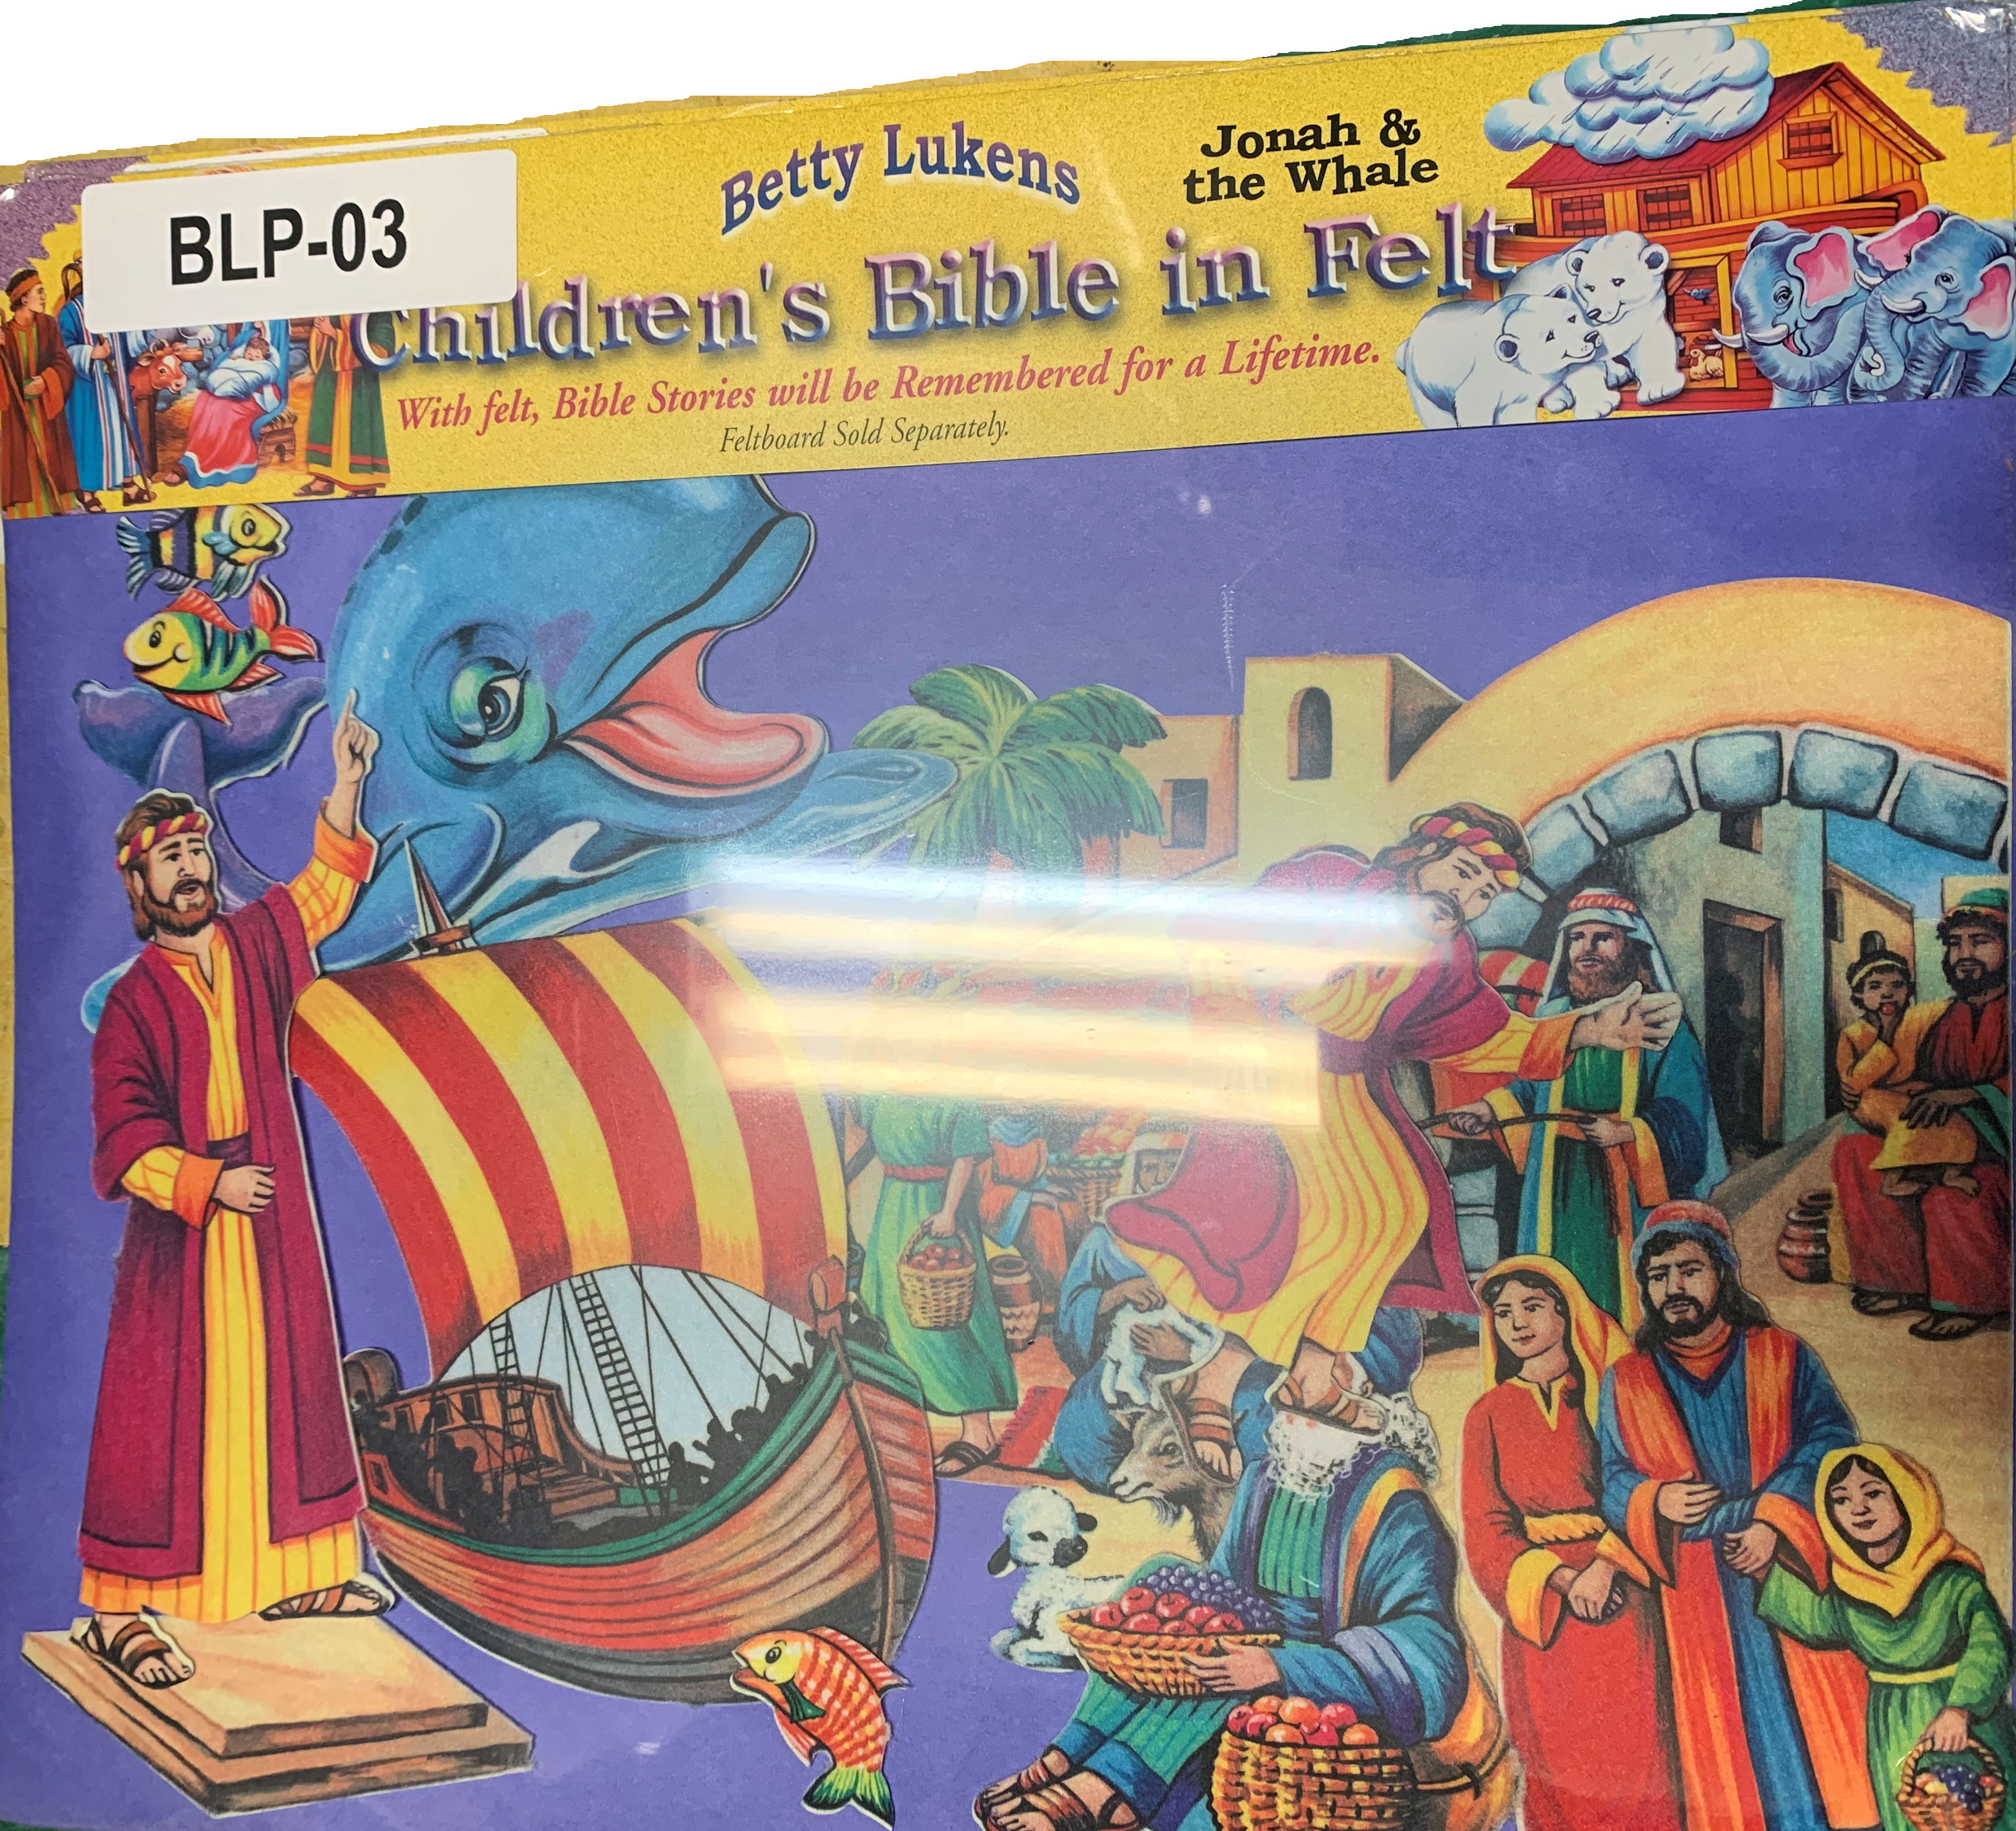 BLP-03
Betty Lukens
Jonah &
the Whale
Children's Bible in Felt
With felt, Bible Stories will be Remembered for a Lifetime.
Feltboard Sold Separately.